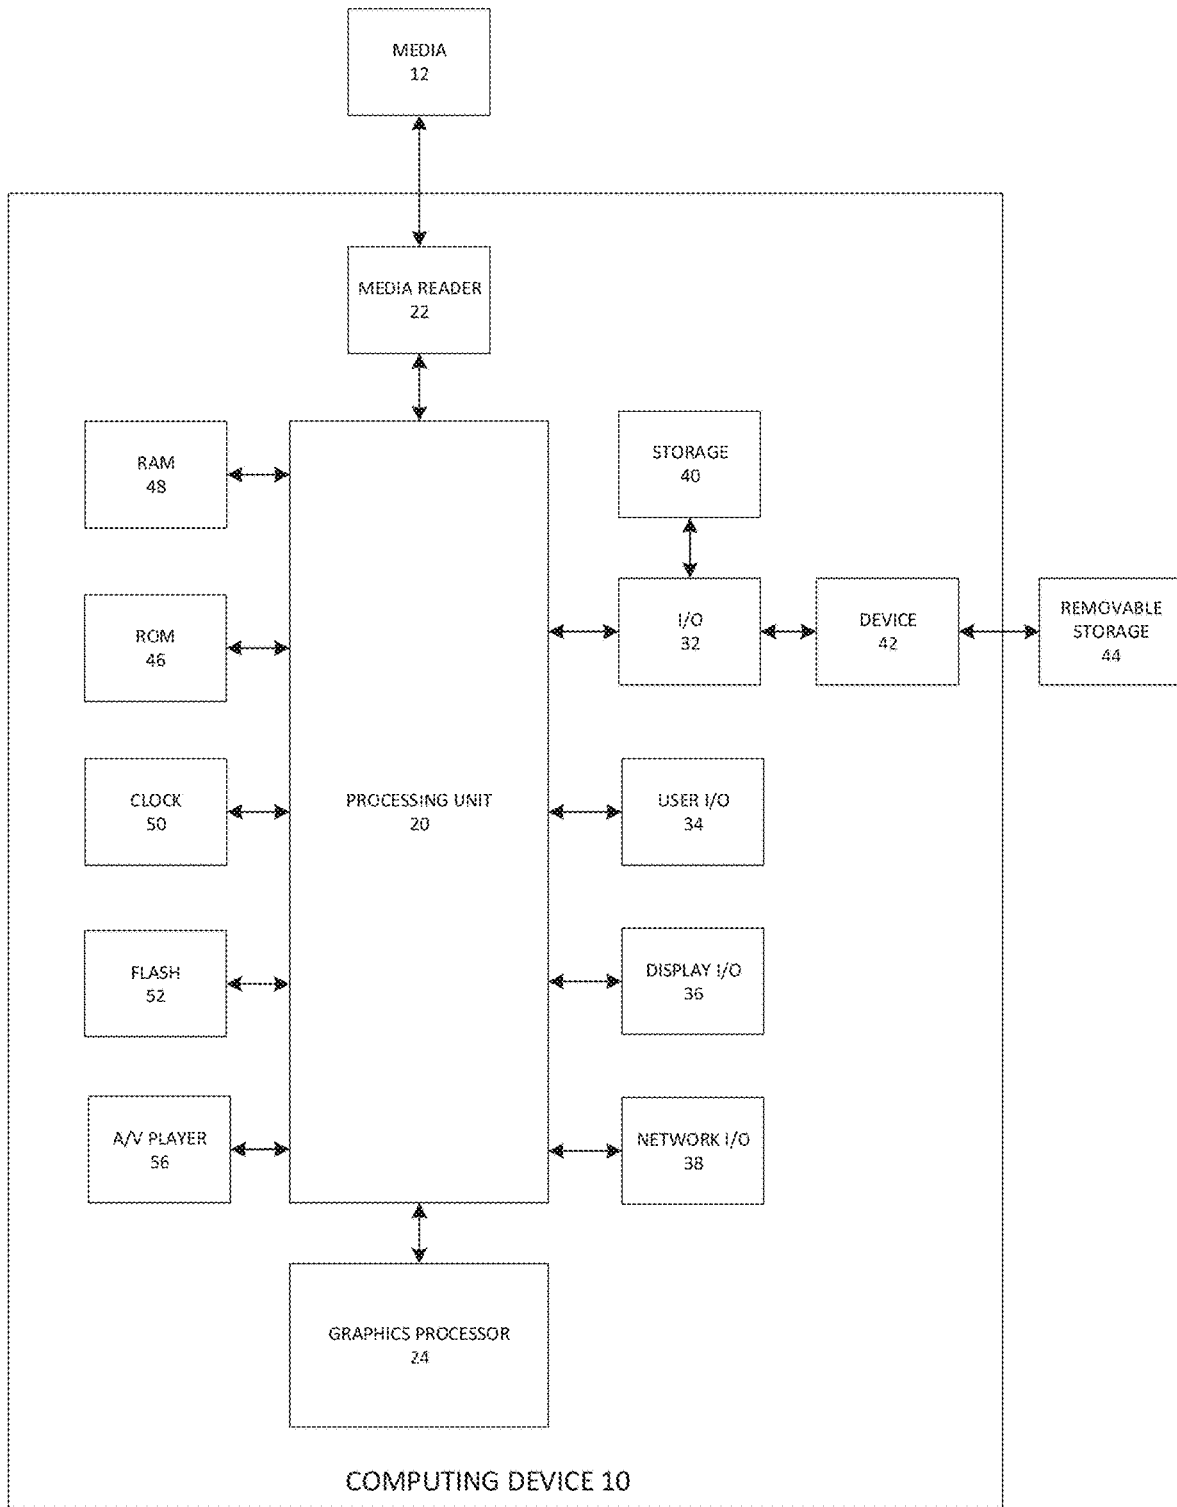 MEDIA
12
MEDIA READER
22
RAM
48
STORAGE
40
ROM
46
I/O
32
DEVICE
42
REMOVABLE
STORAGE
44
CLOCK
50
PROCESSING UNIT
20
USER I/O
34
FLASH
52
DISPLAY I/O
36
A/V PLAYER
56
NETWORK I/O
38
GRAPHICS PROCESSOR
24
COMPUTING DEVICE 10